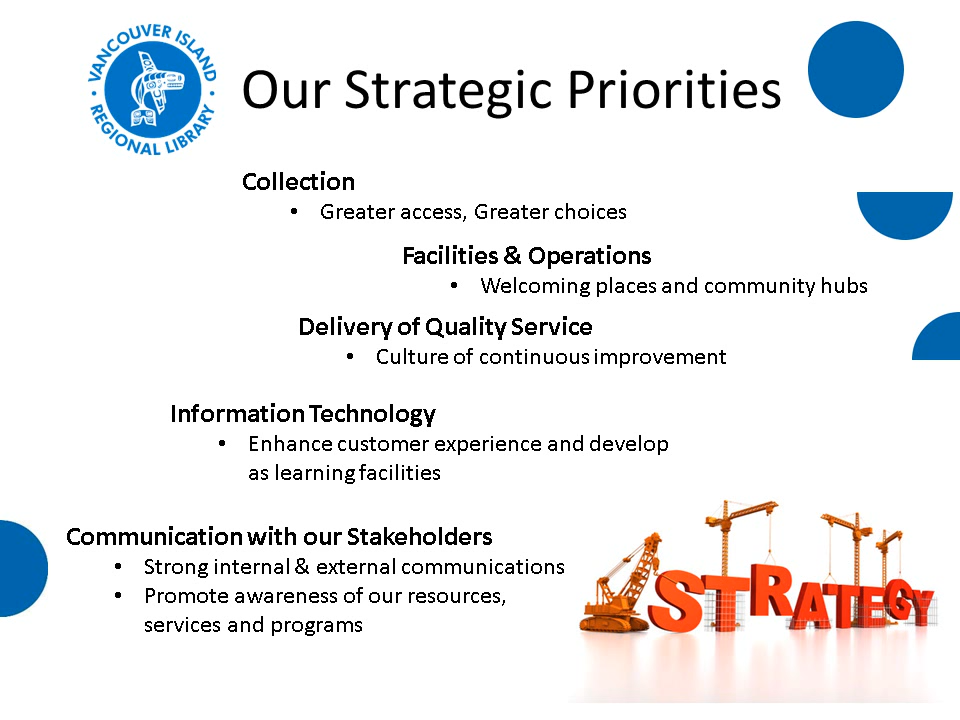 VANCOUVER ISLAND
REGIONAL LIBRARY
Our Strategic Priorities
Collection
• Greater access, Greater choices
Facilities & Operations
• Welcoming places and community hubs
Delivery of Quality Service
• Culture of continuous improvement
Information Technology
• Enhance customer experience and develop
as learning facilities
Communication with our Stakeholders
• Strong internal & external communications
• Promote awareness of our resources,
services and programs
STRATEGY